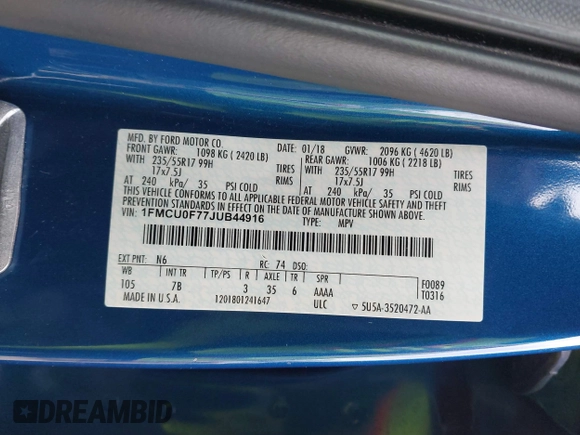 MFD. BY FORD MOTOR CO. 01/18 GVWR: 2096 KG ( 4620 LB)
FRONT GAWR: 1098 KG ( 2420 LB) REAR GAWR: 1006 KG ( 2218 LB)
WITH 235/55R17 99H TIRES WITH 235/55R17 99H TIRES
17x7.5J RIMS 17x7.5J RIMS
AT 240 kPa/ 35 PSI COLD AT 240 kPa/ 35 PSI COLD
THIS VEHICLE CONFORMS TO ALL APPLICABLE FEDERAL MOTOR VEHICLE SAFETY AND THEFT PREVENTION STANDARDS IN EFFECT ON THE DATE OF MANUFACTURE SHOWN ABOVE.
VIN: 1FMCU0F77JUB44916 TYPE: MPV
EXT PNT: N6 RC: 74 DSO:
WB INT TR TP/PS R AXLE TR SPR F0089
105 7B 3 35 6 AAAA T0316
MADE IN U.S.A. 1201801241647 ULC ▽ 5U5A-3520472-AA
DREAMBID